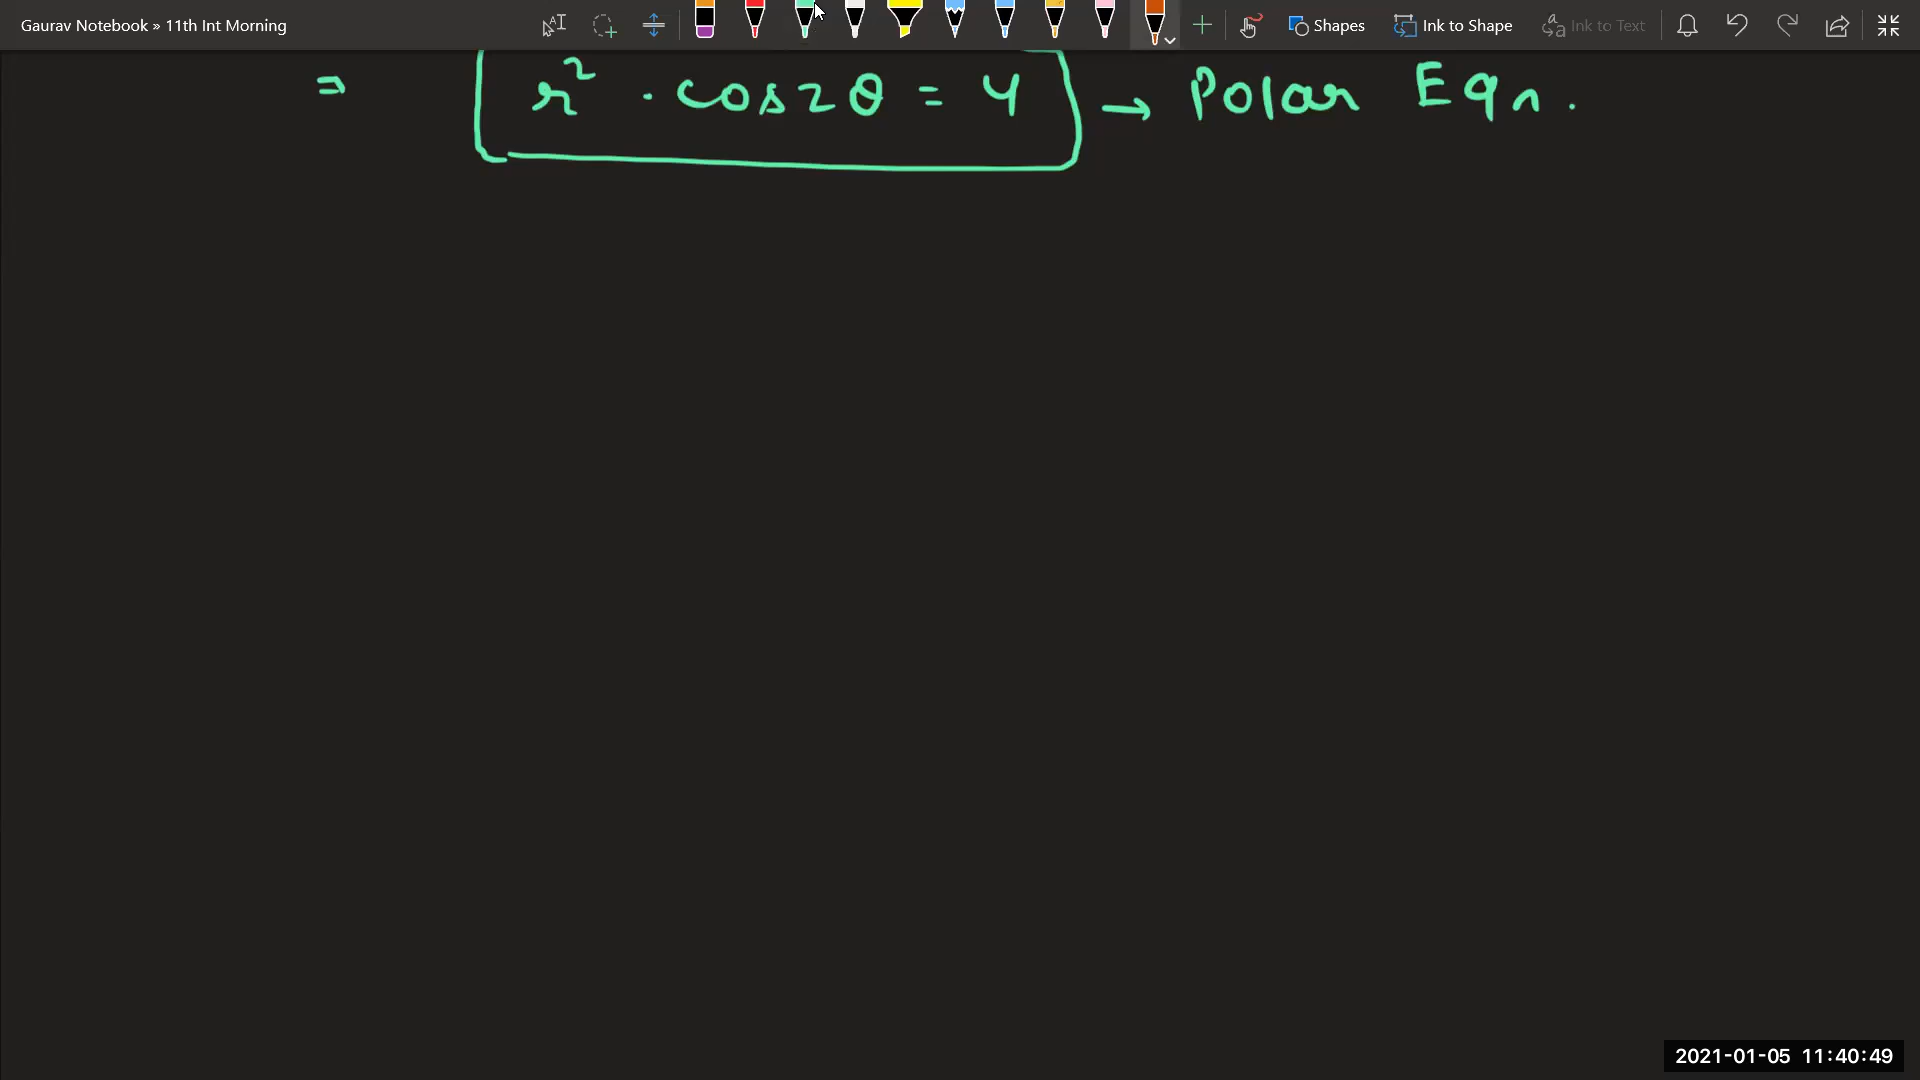 Gaurav Notebook » 11th Int Morning Shapes Ink to Shape Ink to Text
⇒ r² · cos2θ = 4 → Polar Eqn.
2021-01-05 11:40:49